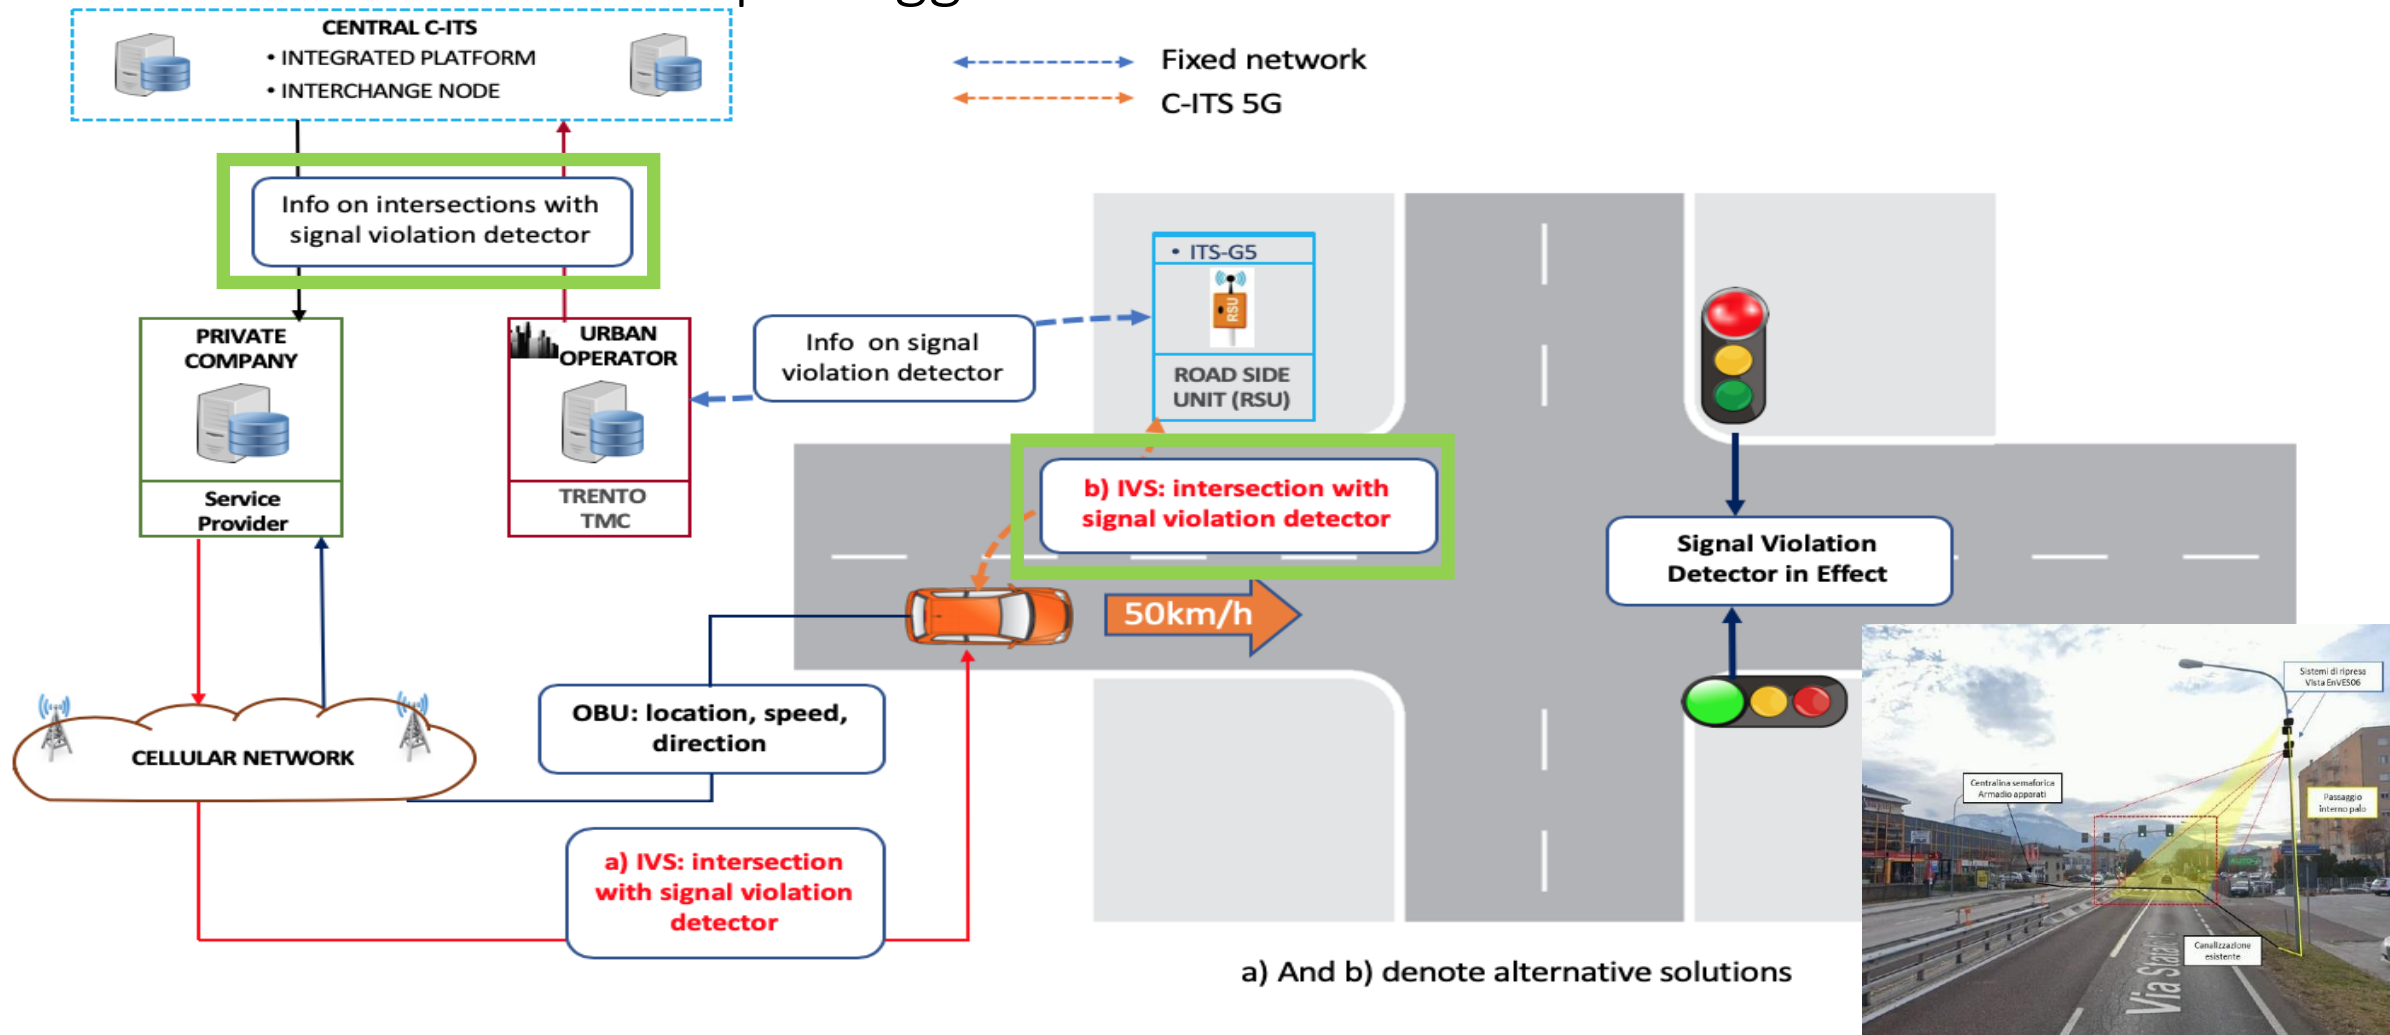 CENTRAL C-ITS
• INTEGRATED PLATFORM
• INTERCHANGE NODE
Fixed network
C-ITS 5G
Info on intersections with
signal violation detector
PRIVATE
COMPANY
Service
Provider
URBAN
OPERATOR
TRENTO
TMC
Info on signal
violation detector
• ITS-G5
RSU
ROAD SIDE
UNIT (RSU)
b) IVS: intersection with
signal violation detector
50km/h
Signal Violation
Detector in Effect
OBU: location, speed,
direction
CELLULAR NETWORK
a) IVS: intersection
with signal violation
detector
a) And b) denote alternative solutions
Sistemi di ripresa
Vista EnVES06
Centralina semaforica
Armadio apparati
Passaggio
interno palo
Canalizzazione
esistente